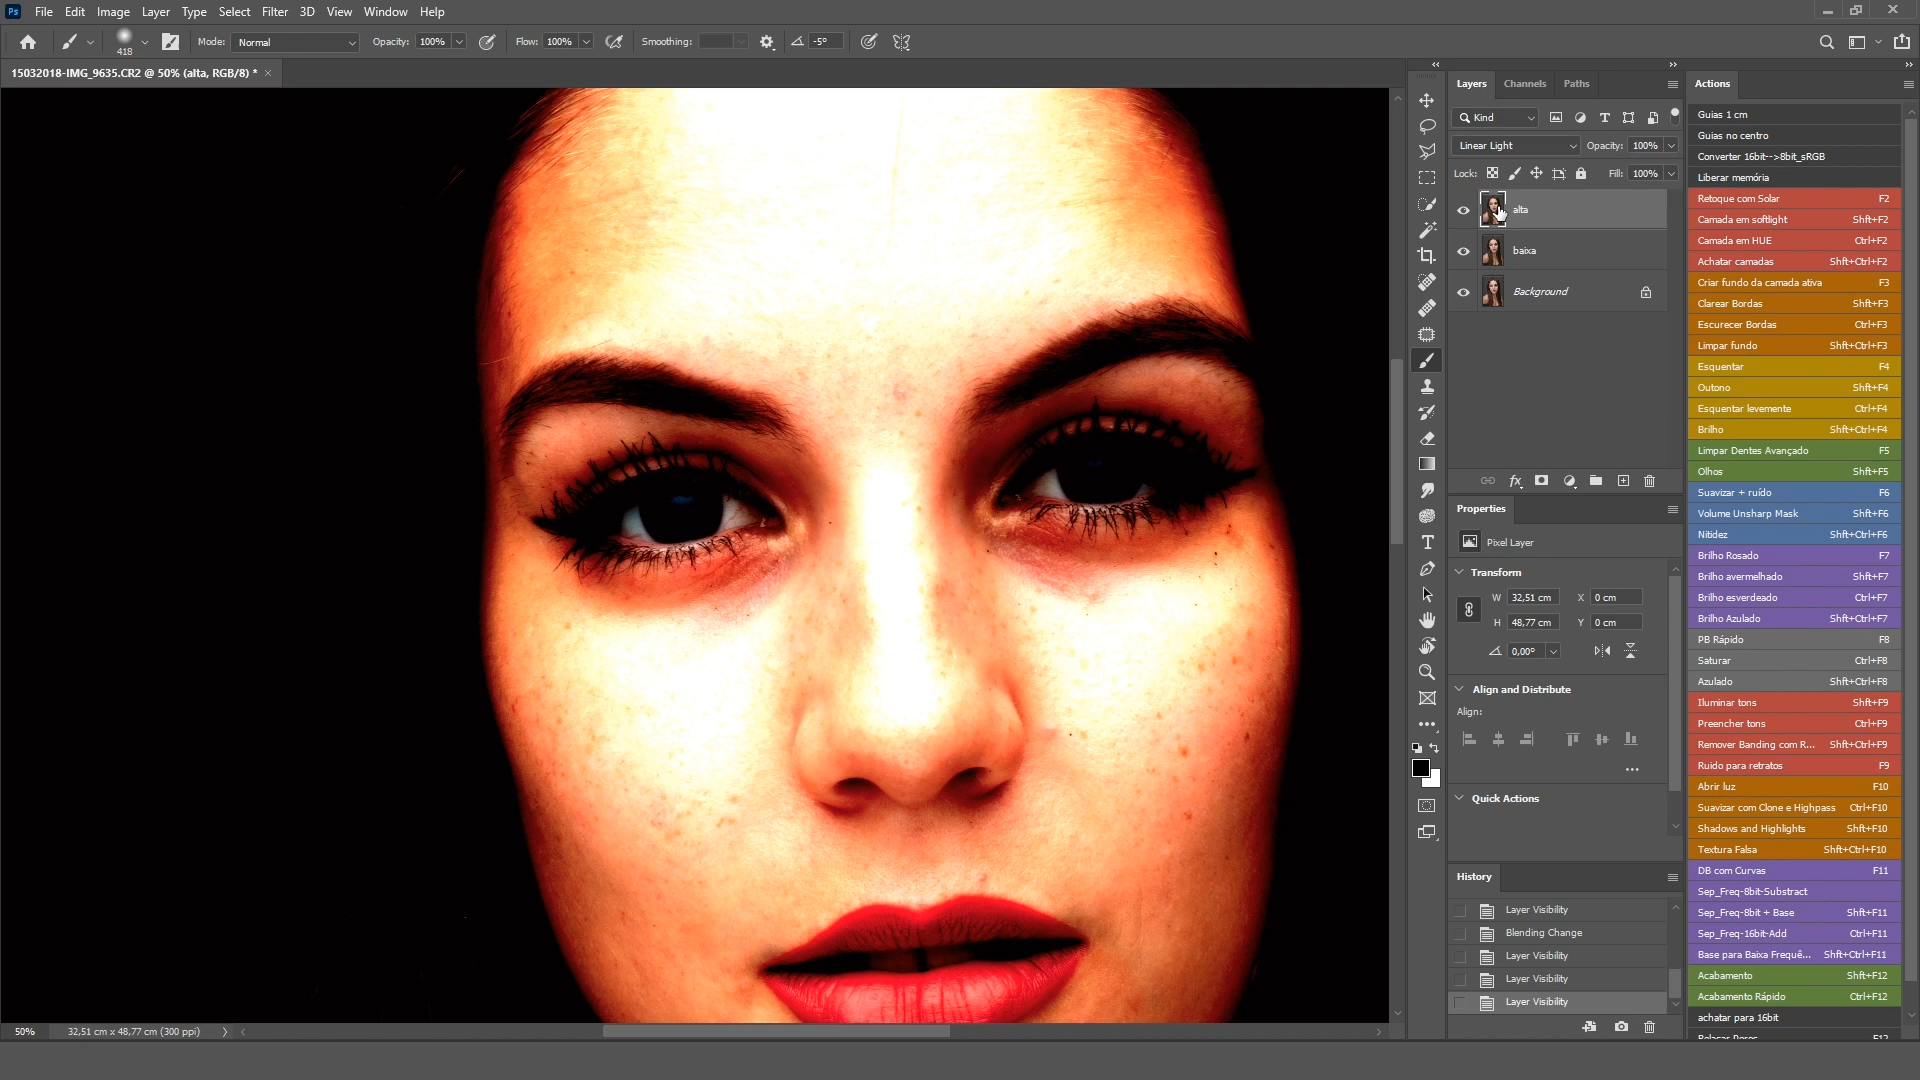 Ps File Edit Image Layer Type Select Filter 3D View Window Help
418 Mode: Normal Opacity: 100% Flow: 100% Smoothing: -5°
15032018-IMG_9635.CR2 @ 50% (alta, RGB/8) *
Layers Channels Paths
Kind
Linear Light Opacity: 100%
Lock: Fill: 100%
alta
baixa
Background
fx
Properties
Pixel Layer
Transform
W 32,51 cm X 0 cm
H 48,77 cm Y 0 cm
0,00°
Align and Distribute
Align:
Quick Actions
History
Layer Visibility
Blending Change
Layer Visibility
Layer Visibility
Layer Visibility
Actions
Guias 1 cm
Guias no centro
Converter 16bit-->8bit_sRGB
Liberar memória
Retoque com Solar F2
Camada em softlight Shft+F2
Camada em HUE Ctrl+F2
Achatar camadas Shft+Ctrl+F2
Criar fundo da camada ativa F3
Clarear Bordas Shft+F3
Escurecer Bordas Ctrl+F3
Limpar fundo Shft+Ctrl+F3
Esquentar F4
Outono Shft+F4
Esquentar levemente Ctrl+F4
Brilho Shft+Ctrl+F4
Limpar Dentes Avançado F5
Olhos Shft+F5
Suavizar + ruído F6
Volume Unsharp Mask Shft+F6
Nitidez Shft+Ctrl+F6
Brilho Rosado F7
Brilho avermelhado Shft+F7
Brilho esverdeado Ctrl+F7
Brilho Azulado Shft+Ctrl+F7
PB Rápido F8
Saturar Ctrl+F8
Azulado Shft+Ctrl+F8
Iluminar tons Shft+F9
Preencher tons Ctrl+F9
Remover Banding com R... Shft+Ctrl+F9
Ruido para retratos F9
Abrir luz F10
Suavizar com Clone e Highpass Ctrl+F10
Shadows and Highlights Shft+F10
Textura Falsa Shft+Ctrl+F10
DB com Curvas F11
Sep_Freq-8bit-Substract
Sep_Freq-8bit + Base Shft+F11
Sep_Freq-16bit-Add Ctrl+F11
Base para Baixa Frequê... Shft+Ctrl+F11
Acabamento Shft+F12
Acabamento Rápido Ctrl+F12
achatar para 16bit
50% 32,51 cm x 48,77 cm (300 ppi)